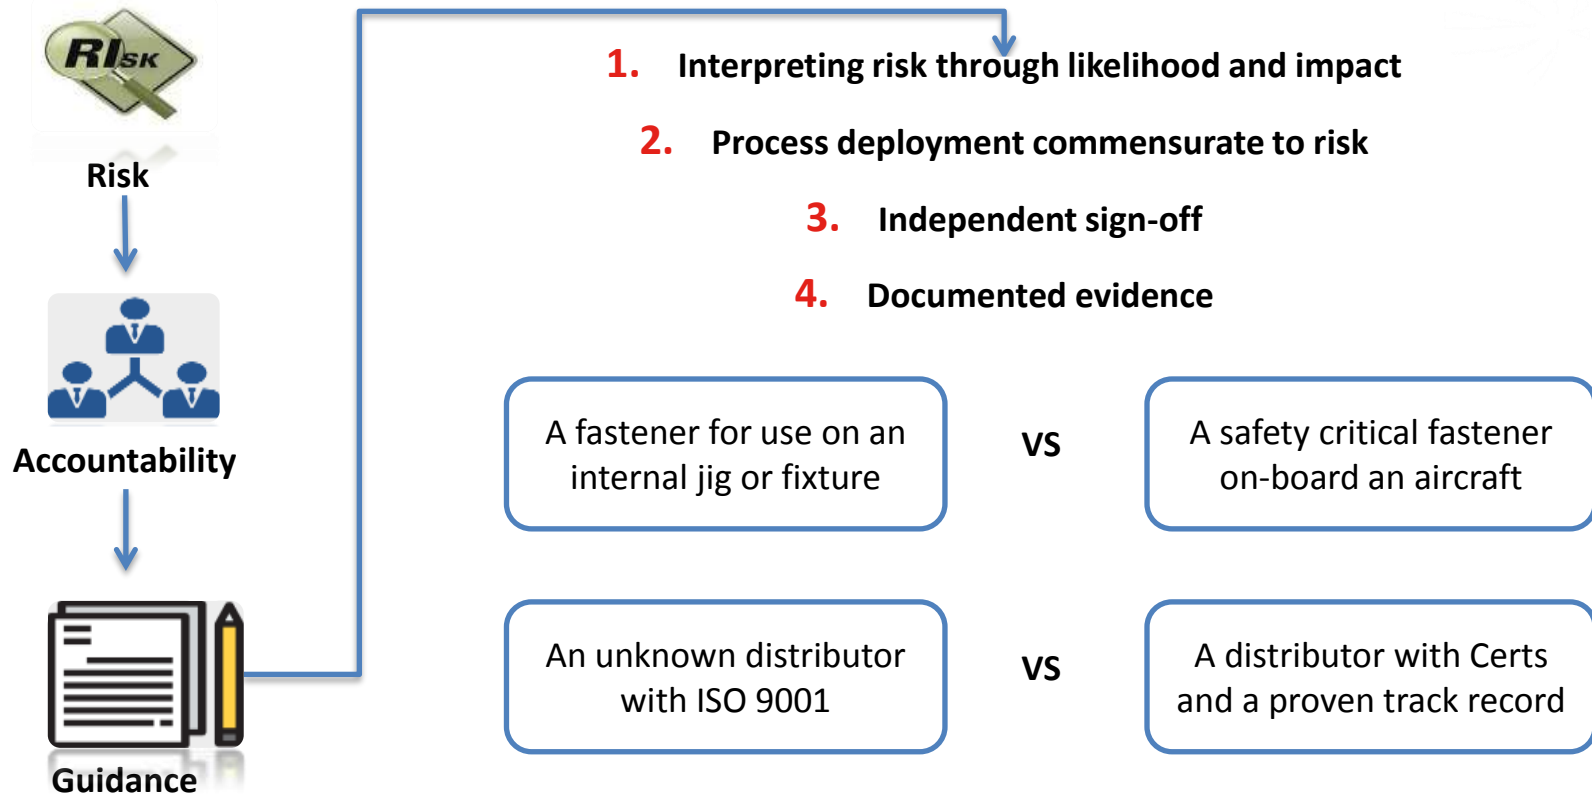 RISK
Risk
Accountability
Guidance
1. Interpreting risk through likelihood and impact
2. Process deployment commensurate to risk
3. Independent sign-off
4. Documented evidence
A fastener for use on an
internal jig or fixture
VS
A safety critical fastener
on-board an aircraft
An unknown distributor
with ISO 9001
VS
A distributor with Certs
and a proven track record